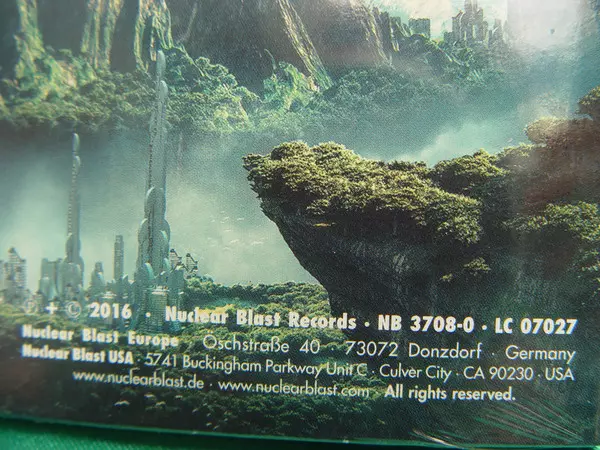 ℗ + © 2016 · Nuclear Blast Records · NB 3708-0 · LC 07027
Nuclear Blast Europe · Oschstraße 40 · 73072 Donzdorf · Germany
Nuclear Blast USA · 5741 Buckingham Parkway Unit C · Culver City · CA 90230 · USA
www.nuclearblast.de · www.nuclearblast.com · All rights reserved.